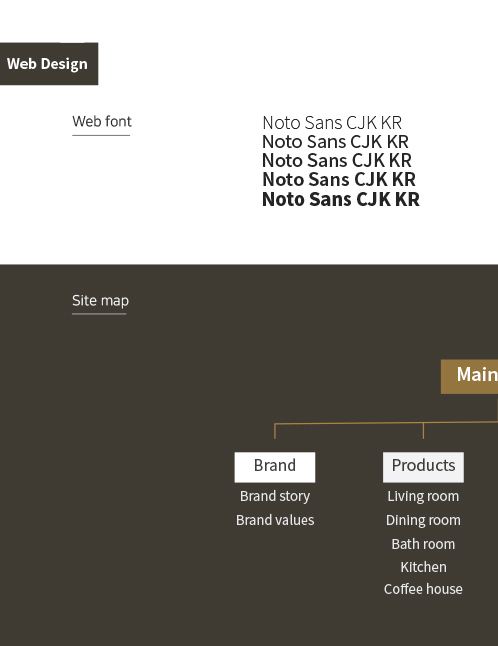 Web Design
Web font
Noto Sans CJK KR
Noto Sans CJK KR
Noto Sans CJK KR
Noto Sans CJK KR
Noto Sans CJK KR
Site map
Main
Brand
Brand story
Brand values
Products
Living room
Dining room
Bath room
Kitchen
Coffee house